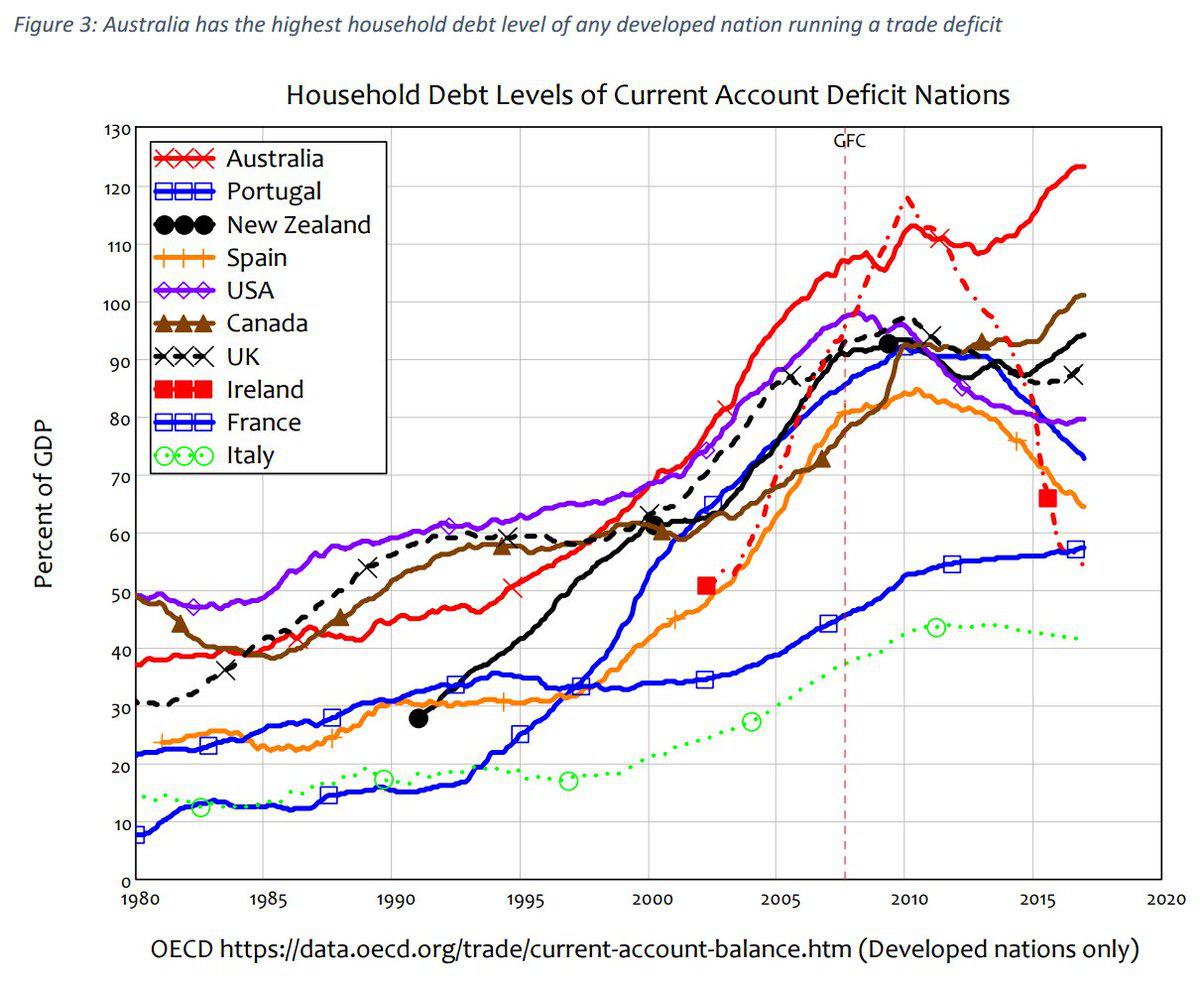 Figure 3: Australia has the highest household debt level of any developed nation running a trade deficit
Household Debt Levels of Current Account Deficit Nations
130
120
110
100
90
80
70
60
50
40
30
20
10
0
Percent of GDP
GFC
Australia
Portugal
New Zealand
Spain
USA
Canada
UK
Ireland
France
Italy
1980 1985 1990 1995 2000 2005 2010 2015 2020
OECD https://data.oecd.org/trade/current-account-balance.htm (Developed nations only)